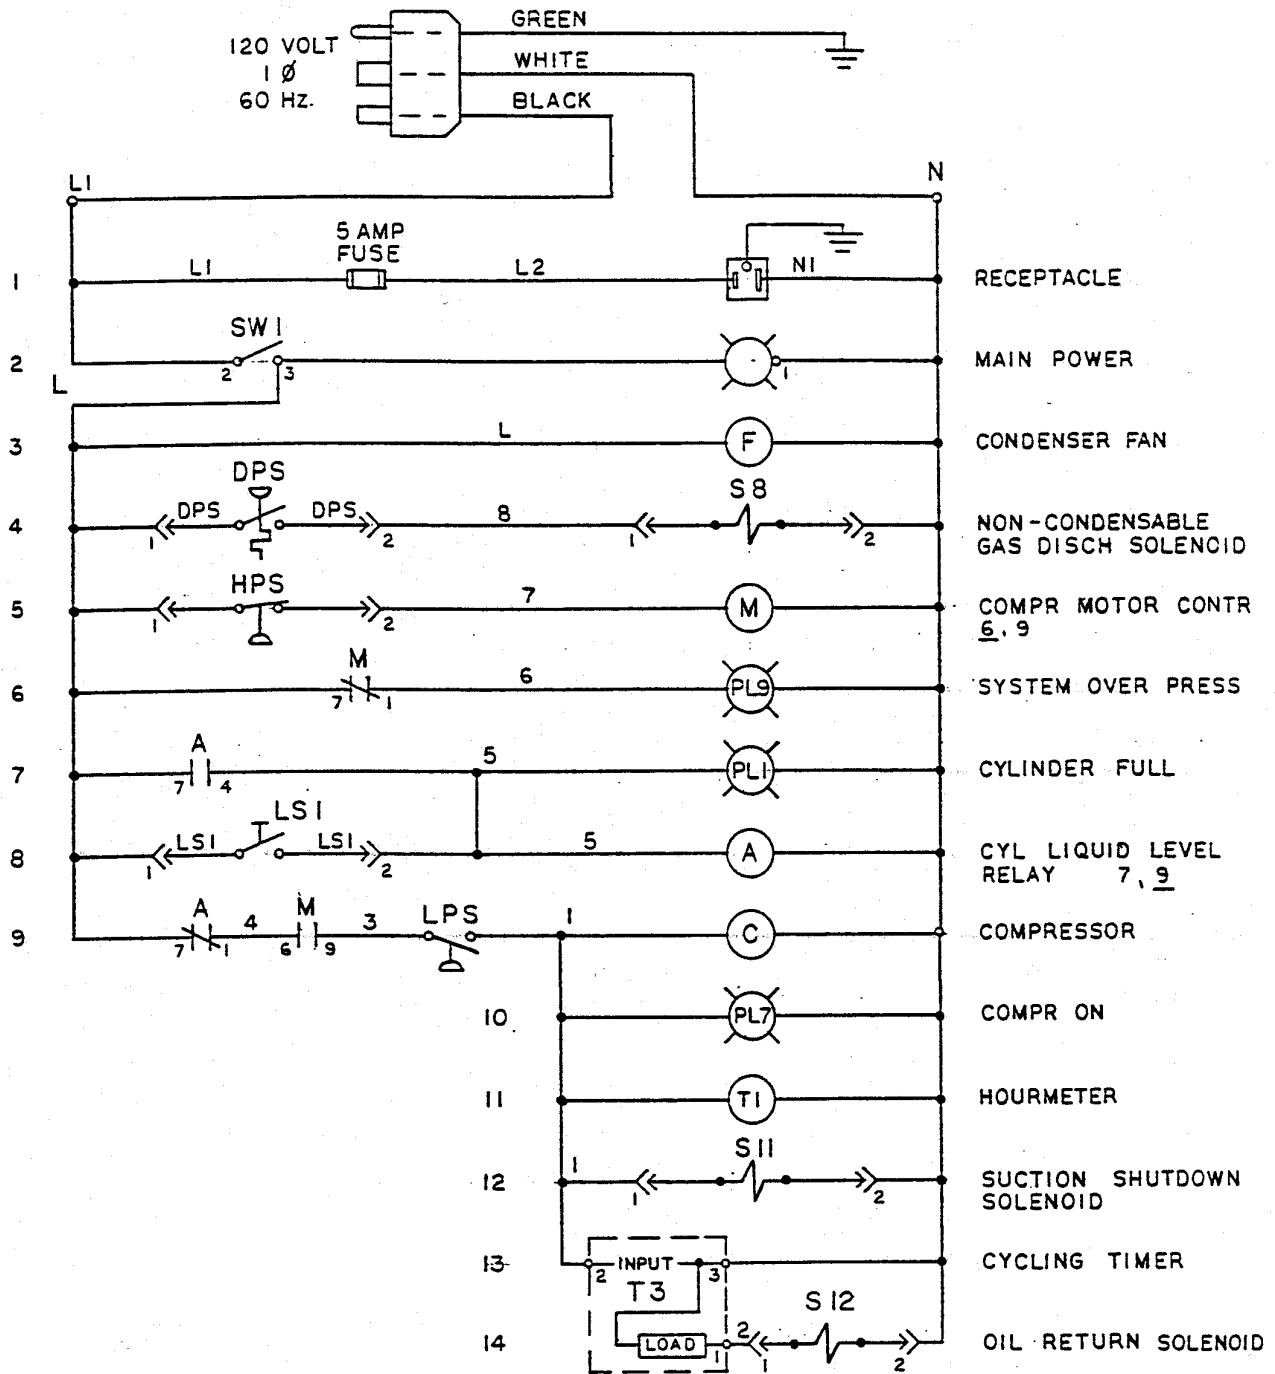 GREEN
120 VOLT
1 Ø
60 Hz.
WHITE
BLACK
L1
N
5 AMP
FUSE
1
L1
L2
N1
RECEPTACLE
SW1
2
2
3
1
MAIN POWER
L
3
L
F
CONDENSER FAN
DPS
S8
4
1
DPS
DPS
2
8
1
2
NON-CONDENSABLE
GAS DISCH SOLENOID
HPS
5
1
2
7
M
COMPR MOTOR CONTR
6, 9
M
6
7
1
6
PL9
SYSTEM OVER PRESS
A
7
7
4
5
PL1
CYLINDER FULL
LS1
8
1
LS1
LS1
2
5
A
CYL LIQUID LEVEL
RELAY 7, 9
A
M
LPS
9
7
1
4
6
9
3
1
C
COMPRESSOR
10
PL7
COMPR ON
11
T1
HOURMETER
S11
12
1
1
2
SUCTION SHUTDOWN
SOLENOID
13
2
INPUT
3
CYCLING TIMER
T3
S12
14
LOAD
1
2
1
2
OIL RETURN SOLENOID